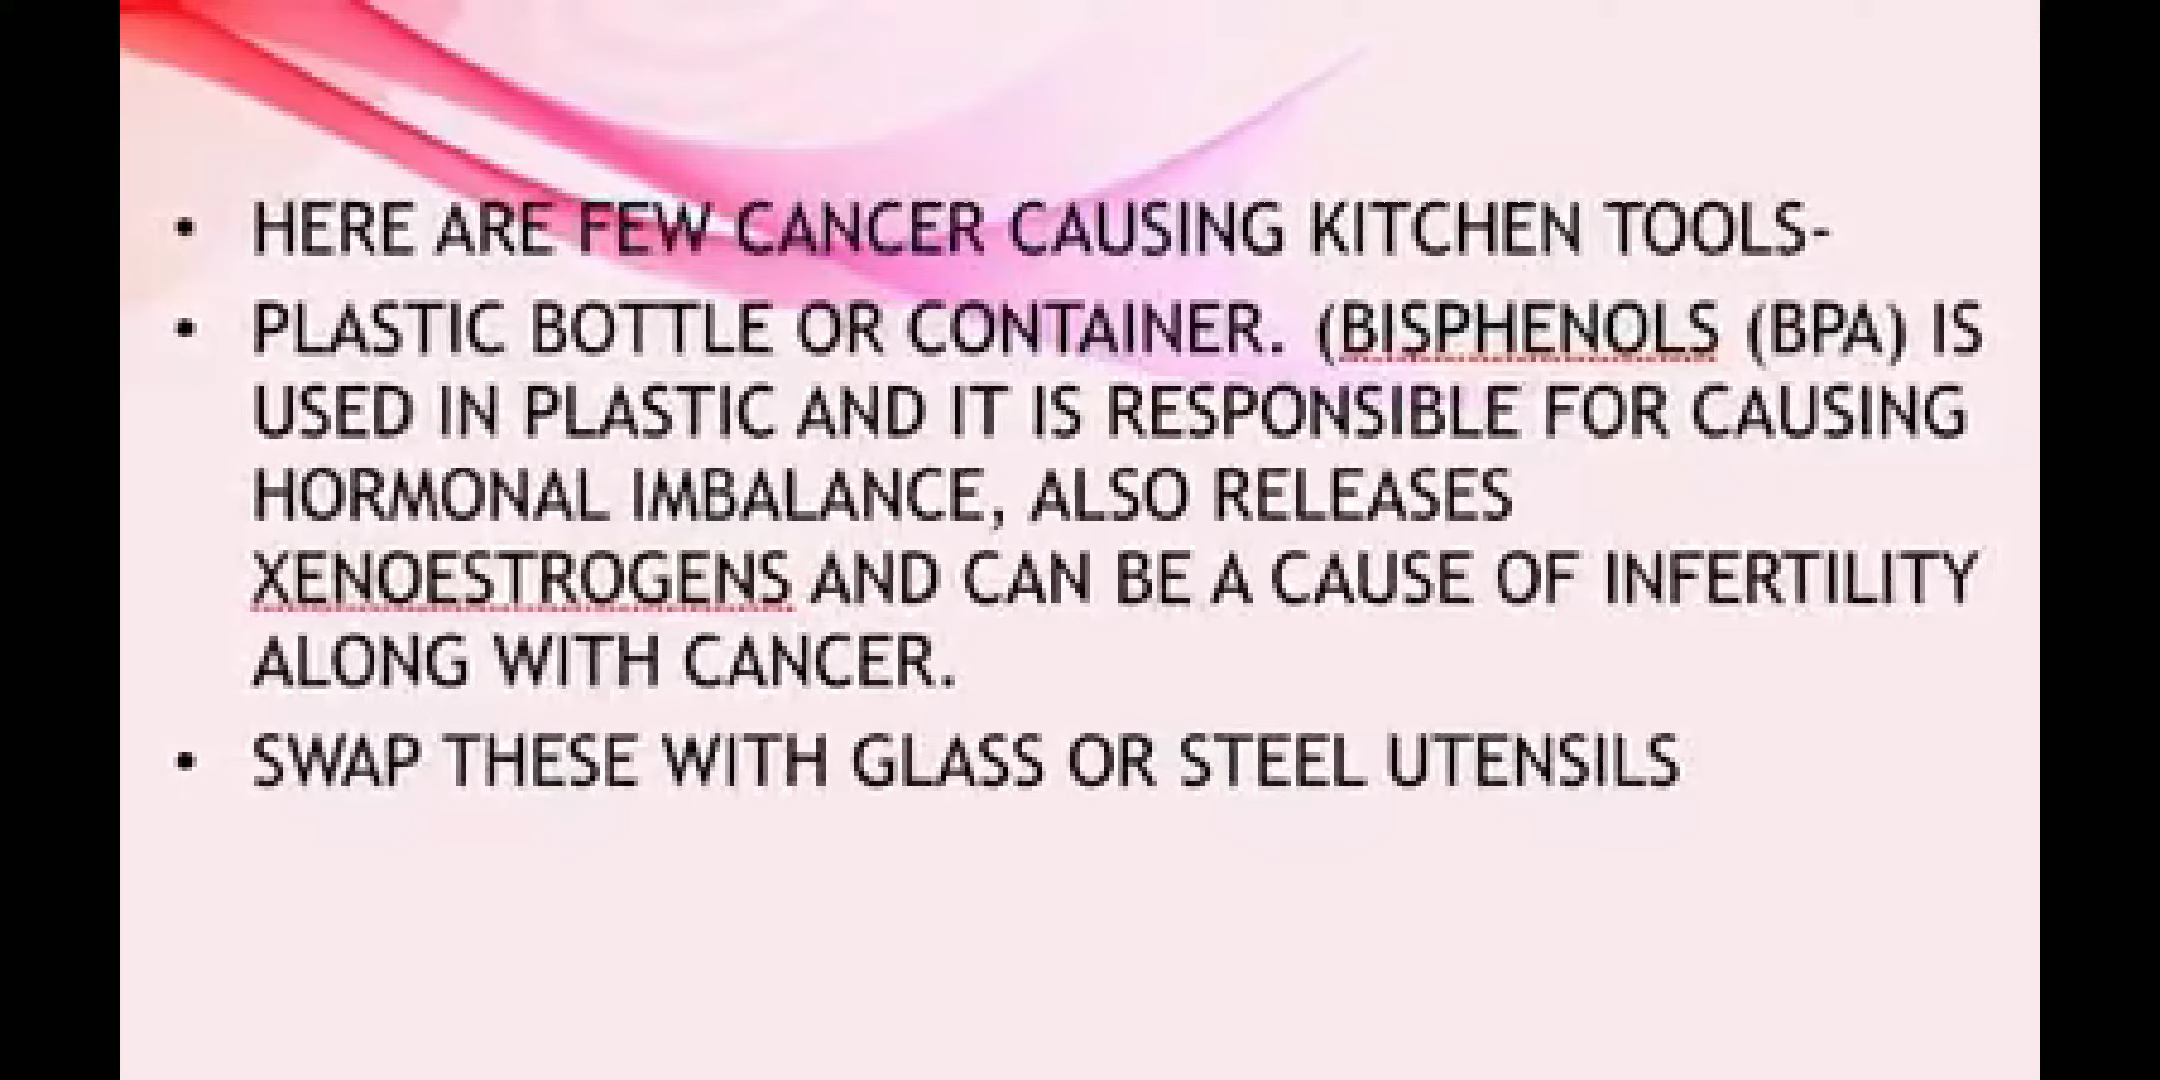 • HERE ARE FEW CANCER CAUSING KITCHEN TOOLS-
• PLASTIC BOTTLE OR CONTAINER. (BISPHENOLS (BPA) IS
USED IN PLASTIC AND IT IS RESPONSIBLE FOR CAUSING
HORMONAL IMBALANCE, ALSO RELEASES
XENOESTROGENS AND CAN BE A CAUSE OF INFERTILITY
ALONG WITH CANCER.
• SWAP THESE WITH GLASS OR STEEL UTENSILS